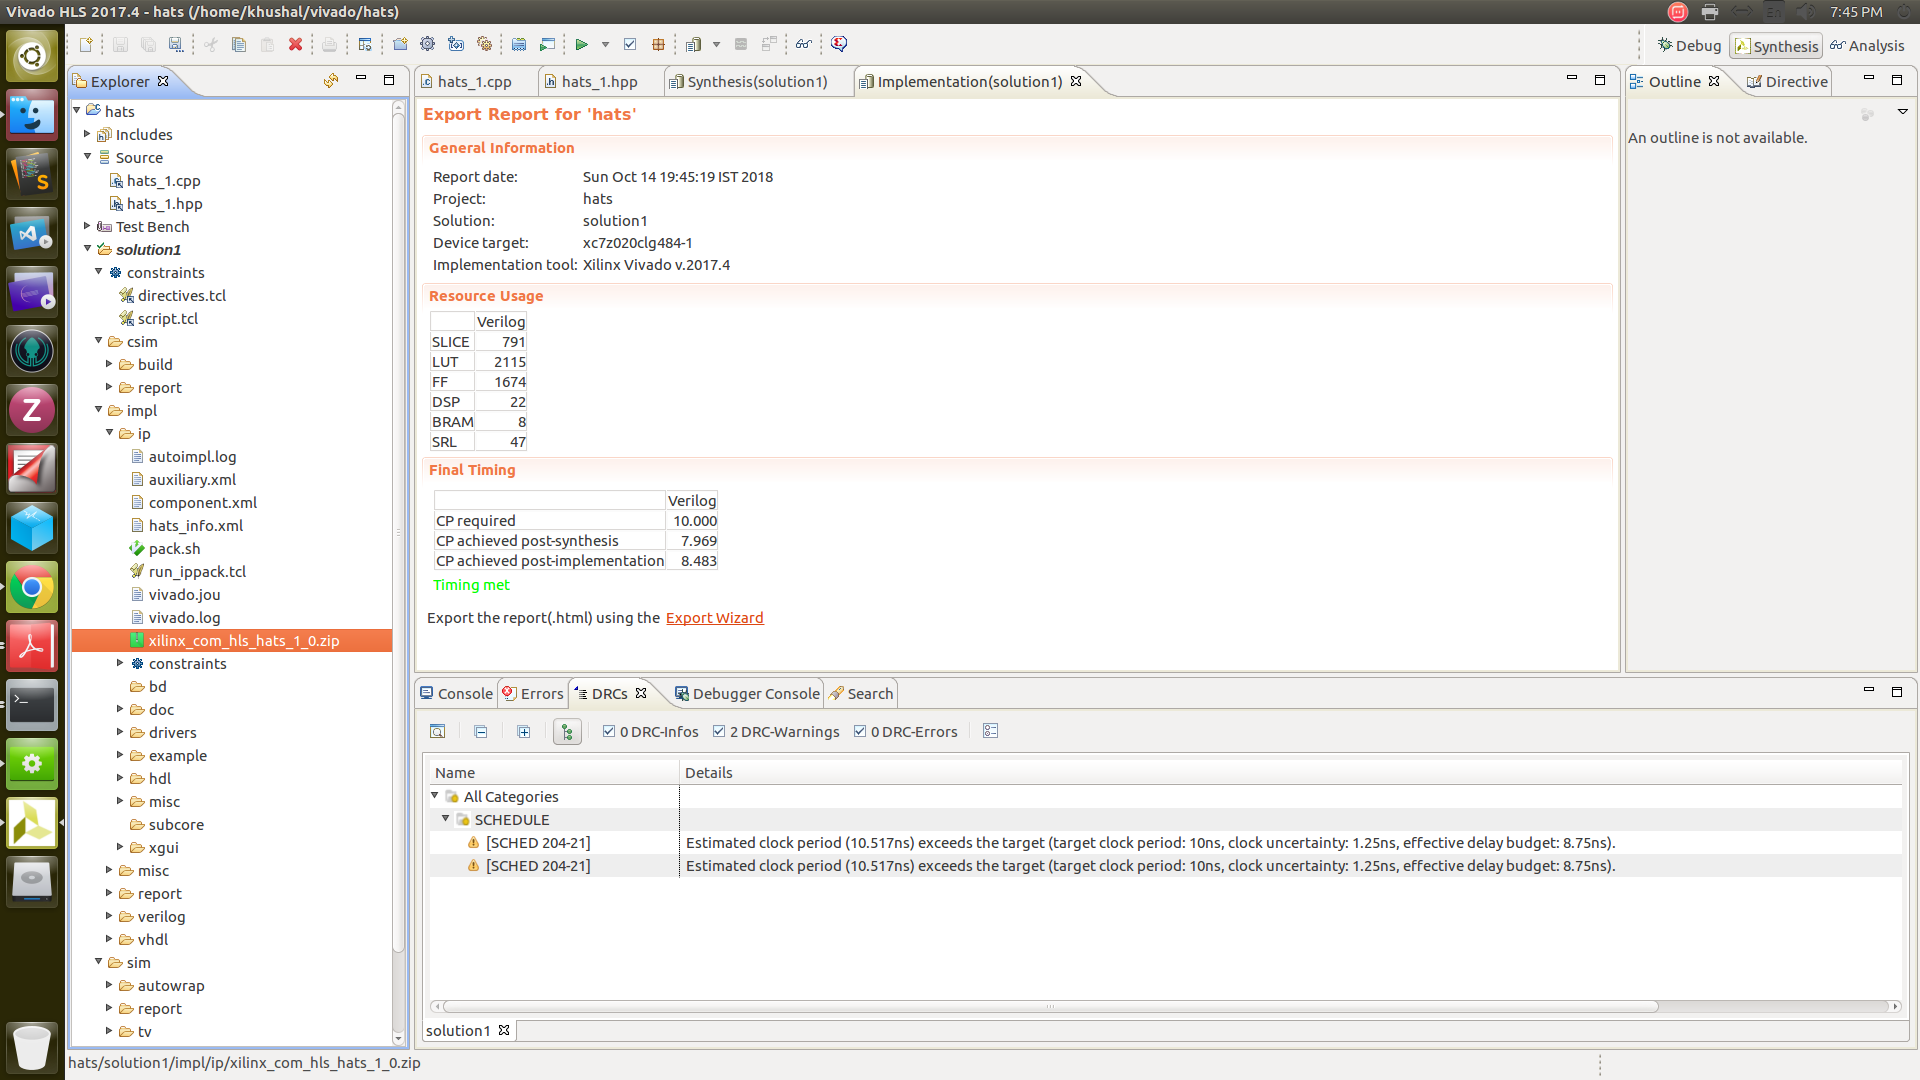 Vivado HLS 2017.4 - hats (/home/khushal/vivado/hats)
En
7:45 PM
Debug
Synthesis
Analysis
Explorer
hats
Includes
Source
hats_1.cpp
hats_1.hpp
Test Bench
solution1
constraints
directives.tcl
script.tcl
csim
build
report
impl
ip
autoimpl.log
auxiliary.xml
component.xml
hats_info.xml
pack.sh
run_ippack.tcl
vivado.jou
vivado.log
xilinx_com_hls_hats_1_0.zip
constraints
bd
doc
drivers
example
hdl
misc
subcore
xgui
misc
report
verilog
vhdl
sim
autowrap
report
tv
hats_1.cpp
hats_1.hpp
Synthesis(solution1)
Implementation(solution1)
Export Report for 'hats'
General Information
Report date: Sun Oct 14 19:45:19 IST 2018
Project: hats
Solution: solution1
Device target: xc7z020clg484-1
Implementation tool: Xilinx Vivado v.2017.4
Resource Usage
Verilog
SLICE 791
LUT 2115
FF 1674
DSP 22
BRAM 8
SRL 47
Final Timing
Verilog
CP required 10.000
CP achieved post-synthesis 7.969
CP achieved post-implementation 8.483
Timing met
Export the report(.html) using the Export Wizard
Outline
Directive
An outline is not available.
Console
Errors
DRCs
Debugger Console
Search
0 DRC-Infos
2 DRC-Warnings
0 DRC-Errors
Name Details
All Categories
SCHEDULE
[SCHED 204-21] Estimated clock period (10.517ns) exceeds the target (target clock period: 10ns, clock uncertainty: 1.25ns, effective delay budget: 8.75ns).
[SCHED 204-21] Estimated clock period (10.517ns) exceeds the target (target clock period: 10ns, clock uncertainty: 1.25ns, effective delay budget: 8.75ns).
solution1
hats/solution1/impl/ip/xilinx_com_hls_hats_1_0.zip